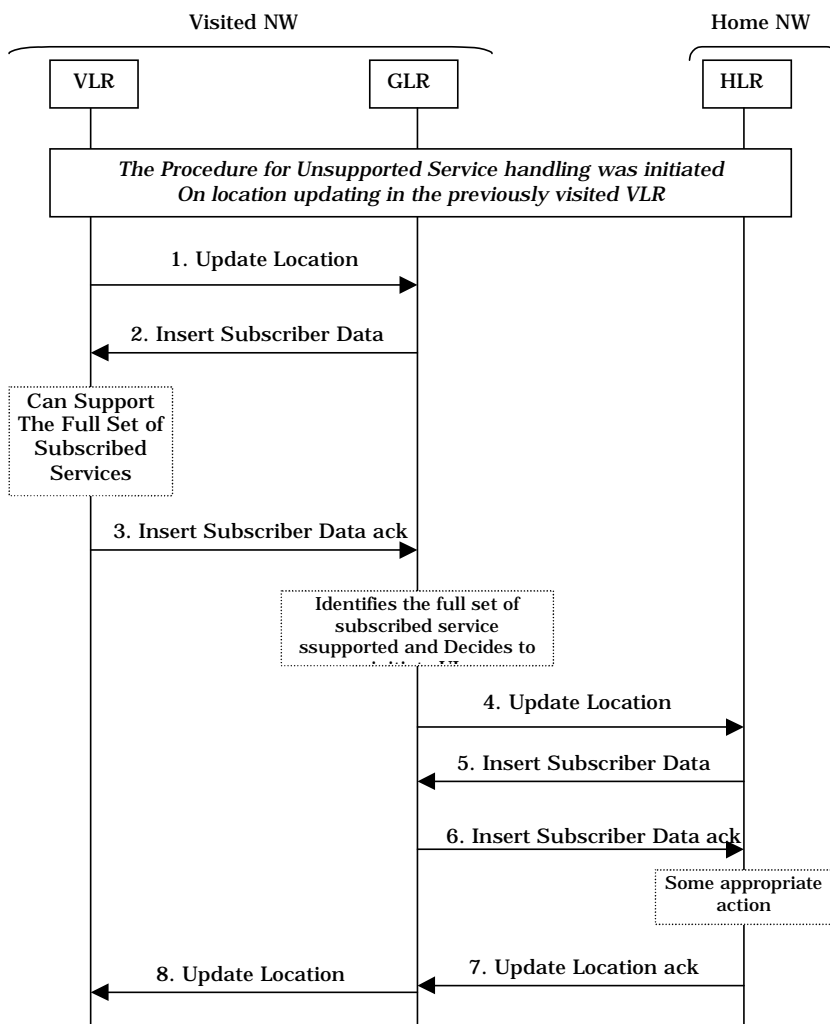 Visited NW
Home NW
VLR
GLR
HLR
The Procedure for Unsupported Service handling was initiated
On location updating in the previously visited VLR
1. Update Location
2. Insert Subscriber Data
Can Support
The Full Set of
Subscribed
Services
3. Insert Subscriber Data ack
Identifies the full set of
subscribed service
ssupported and Decides to
4. Update Location
5. Insert Subscriber Data
6. Insert Subscriber Data ack
Some appropriate
action
7. Update Location ack
8. Update Location